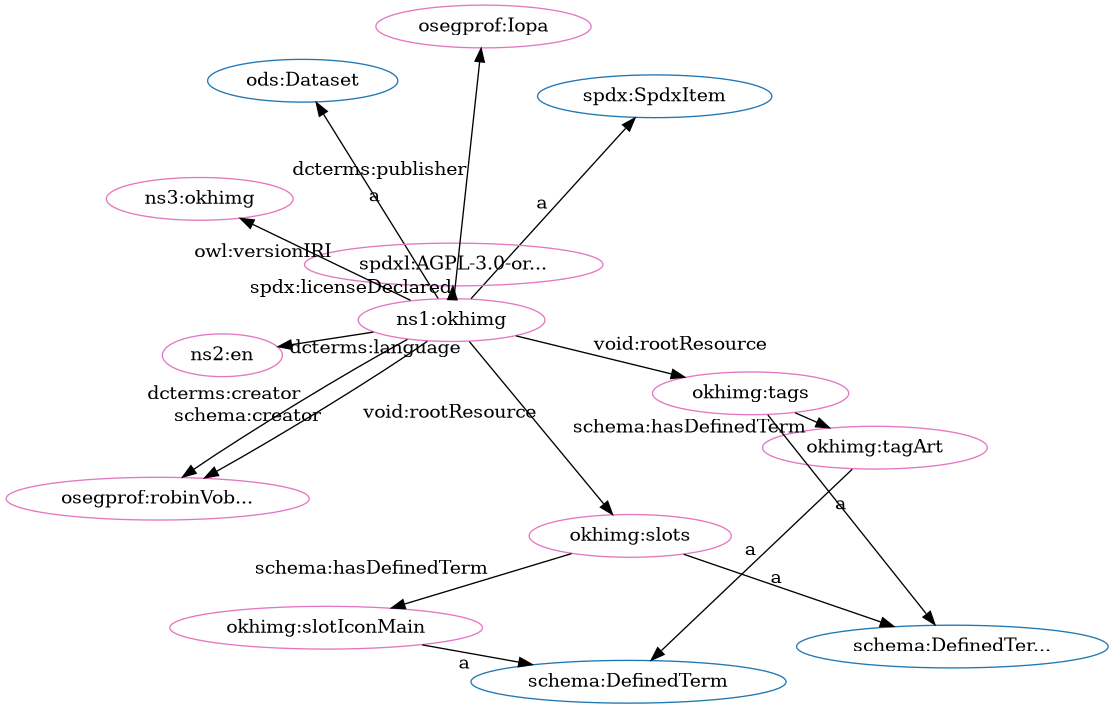 osegprof:Iopa
ods:Dataset
spdx:SpdxItem
dcterms:publisher
a
a
ns3:okhimg
owl:versionIRI
spdxl:AGPL-3.0-or...
spdx:licenseDeclared
ns1:okhimg
dcterms:language
ns2:en
void:rootResource
dcterms:creator
schema:creator
void:rootResource
okhimg:tags
schema:hasDefinedTerm
okhimg:tagArt
osegprof:robinVob...
a
okhimg:slots
a
a
schema:hasDefinedTerm
okhimg:slotIconMain
schema:DefinedTer...
a
schema:DefinedTerm